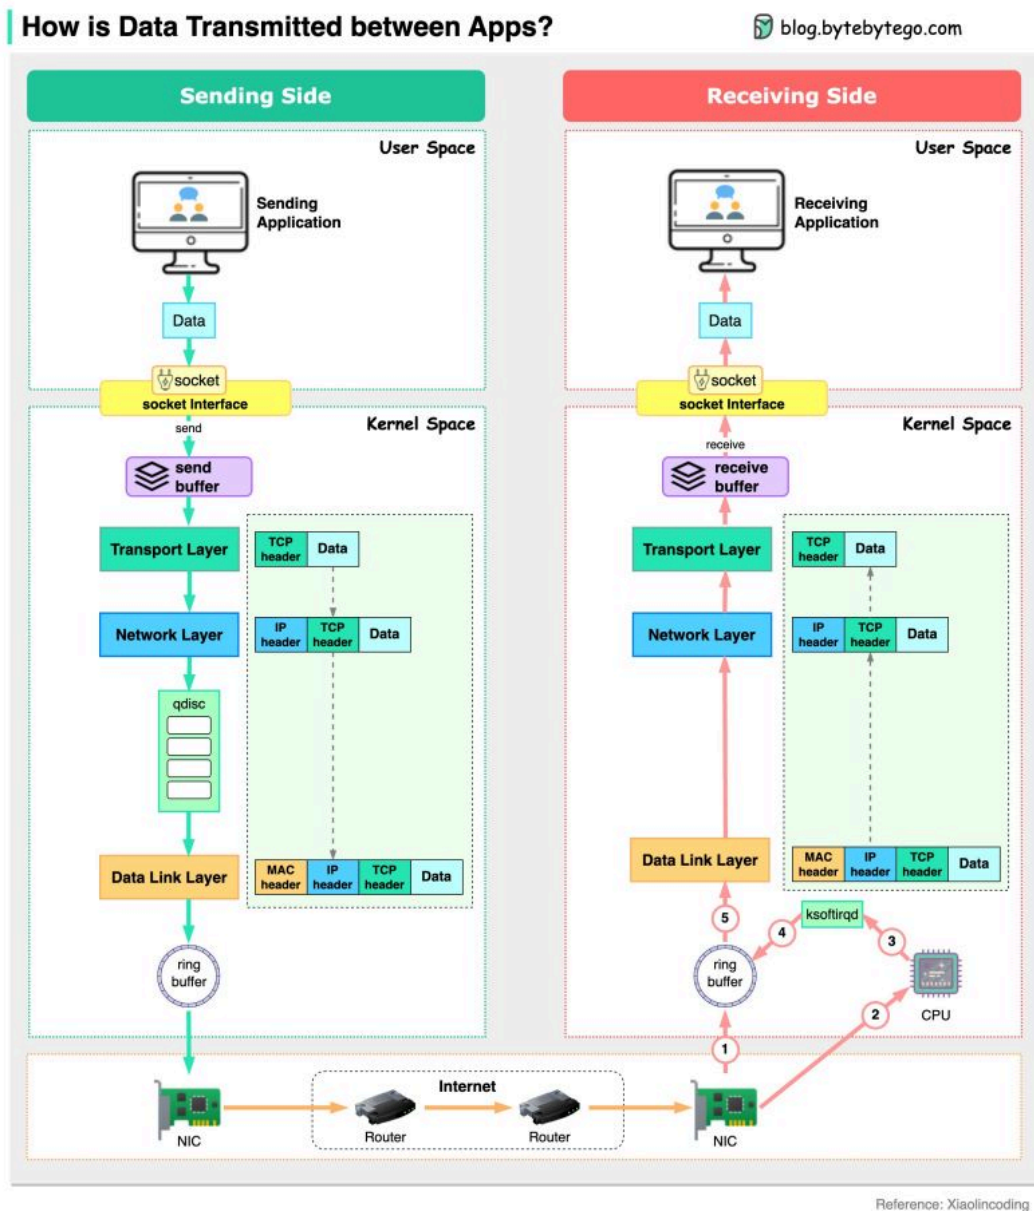 How is Data Transmitted between Apps?
blog.bytebytego.com
Sending Side
User Space
Sending
Application
Data
socket
socket Interface
Kernel Space
send
send
buffer
Transport Layer
TCP
header
Data
Network Layer
IP
header
TCP
header
Data
qdisc
Data Link Layer
MAC
header
IP
header
TCP
header
Data
ring
buffer
Receiving Side
User Space
Receiving
Application
Data
socket
socket Interface
Kernel Space
receive
receive
buffer
Transport Layer
TCP
header
Data
Network Layer
IP
header
TCP
header
Data
Data Link Layer
MAC
header
IP
header
TCP
header
Data
5
4
ksoftirqd
3
ring
buffer
CPU
2
1
NIC
Internet
Router
Router
NIC
Reference: Xiaolincoding